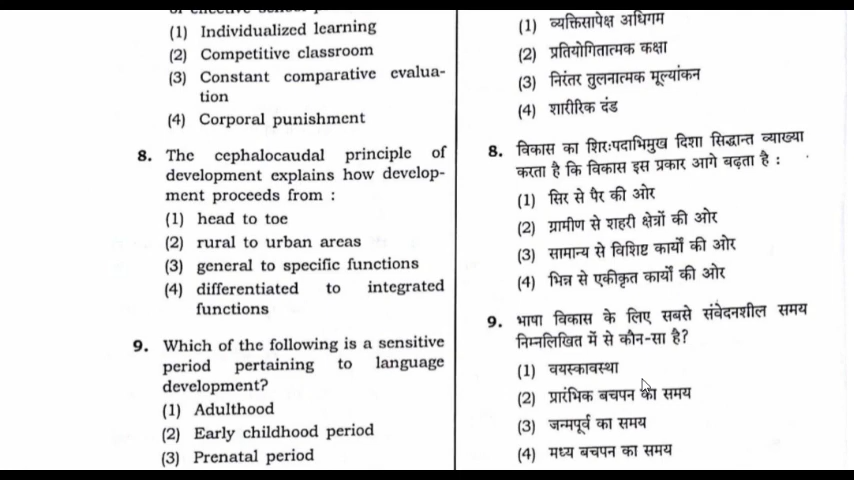 (1) Individualized learning
(2) Competitive classroom
(3) Constant comparative evalua-
tion
(4) Corporal punishment
8. The cephalocaudal principle of
development explains how develop-
ment proceeds from :
(1) head to toe
(2) rural to urban areas
(3) general to specific functions
(4) differentiated to integrated
functions
9. Which of the following is a sensitive
period pertaining to language
development?
(1) Adulthood
(2) Early childhood period
(3) Prenatal period
(1) व्यक्तिसापेक्ष अधिगम
(2) प्रतियोगितात्मक कक्षा
(3) निरंतर तुलनात्मक मूल्यांकन
(4) शारीरिक दंड
8. विकास का शिरःपदाभिमुख दिशा सिद्धान्त व्याख्या
करता है कि विकास इस प्रकार आगे बढ़ता है :
(1) सिर से पैर की ओर
(2) ग्रामीण से शहरी क्षेत्रों की ओर
(3) सामान्य से विशिष्ट कार्यों की ओर
(4) भिन्न से एकीकृत कार्यों की ओर
9. भाषा विकास के लिए सबसे संवेदनशील समय
निम्नलिखित में से कौन-सा है?
(1) वयस्कावस्था
(2) प्रारंभिक बचपन का समय
(3) जन्मपूर्व का समय
(4) मध्य बचपन का समय